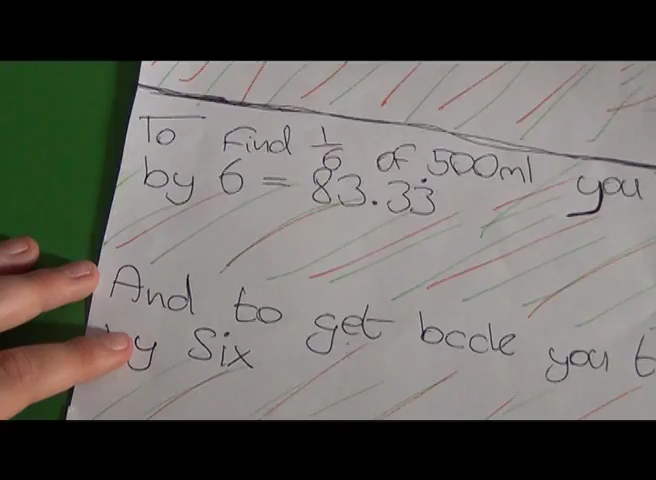 To Find 1/6 of 500ml you
by 6 = 83.33̇
And to get back you t
by Six